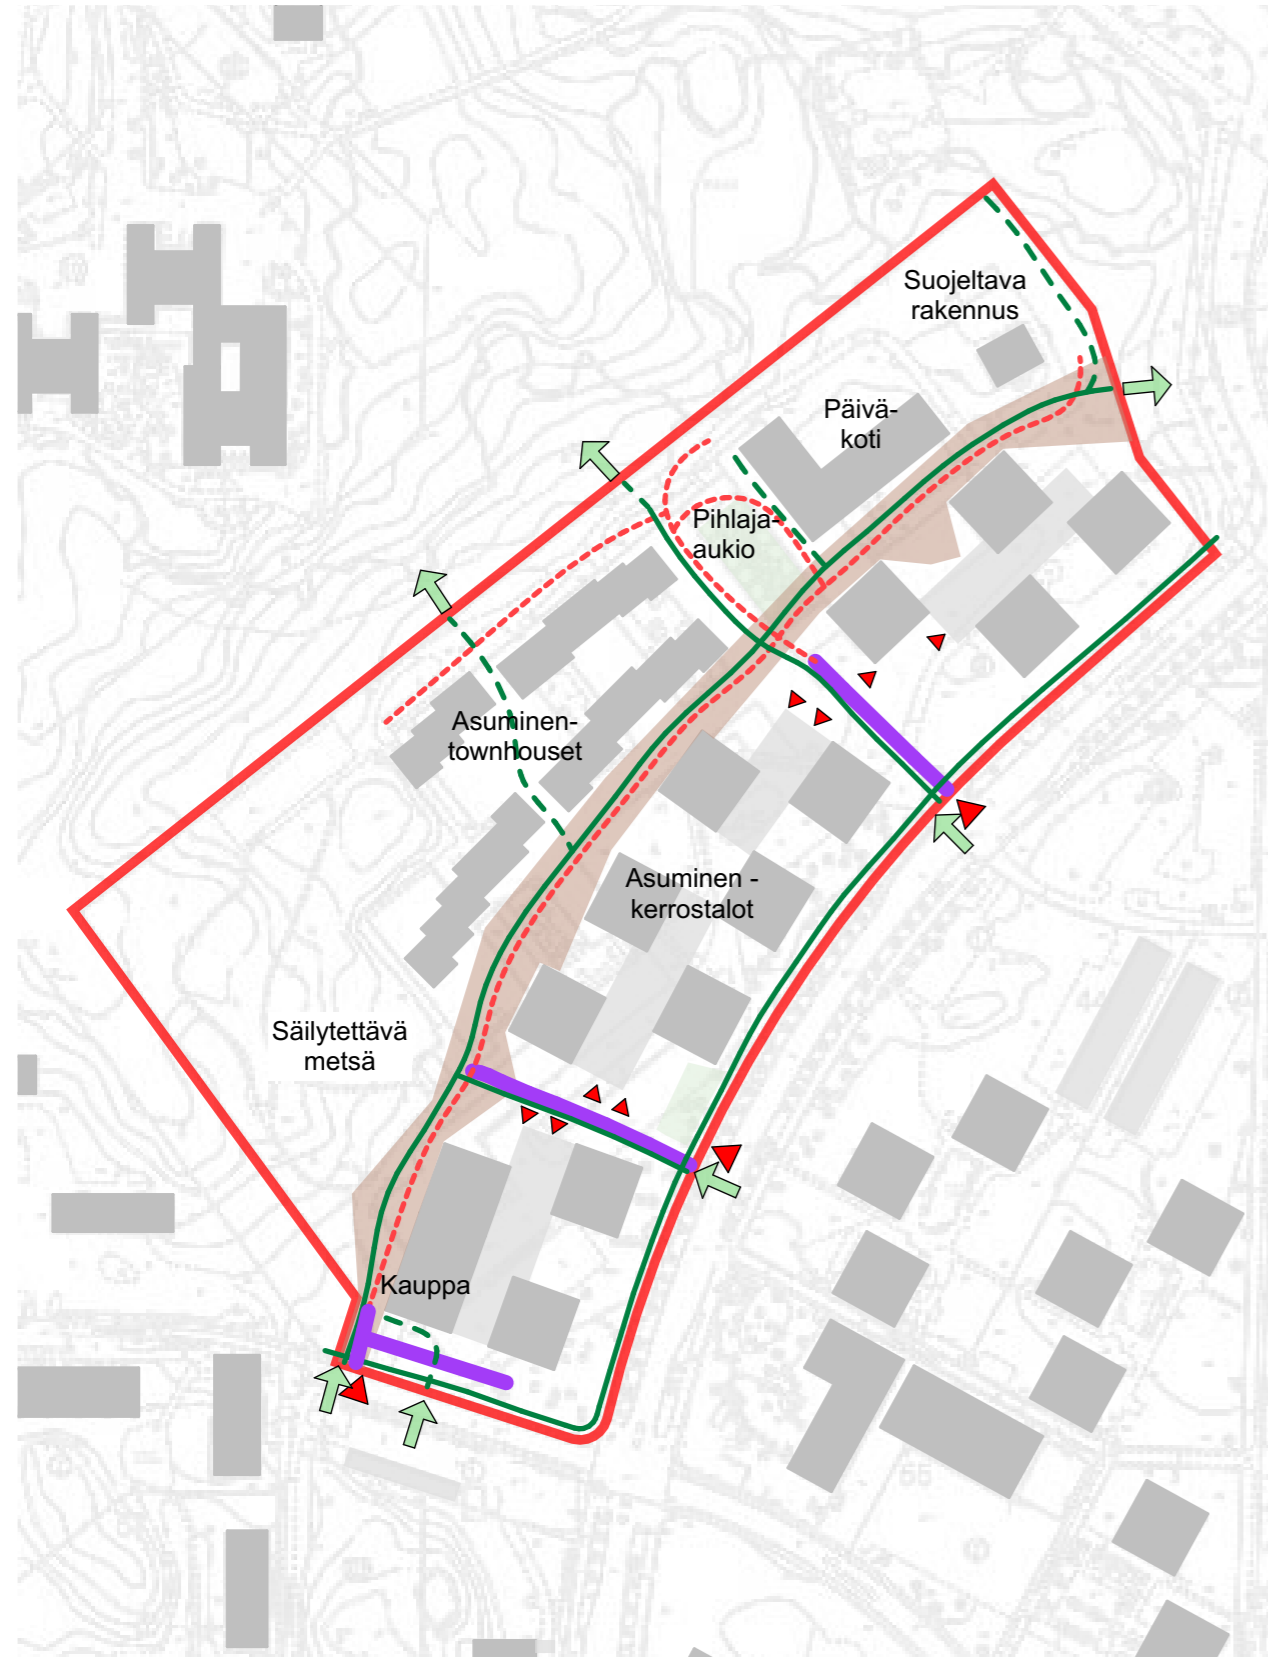 Suojeltava
rakennus
Päivä-
koti
Pihlaja-
aukio
Asuminen-
townhouset
Asuminen -
kerrostalot
Säilytettävä
metsä
Kauppa